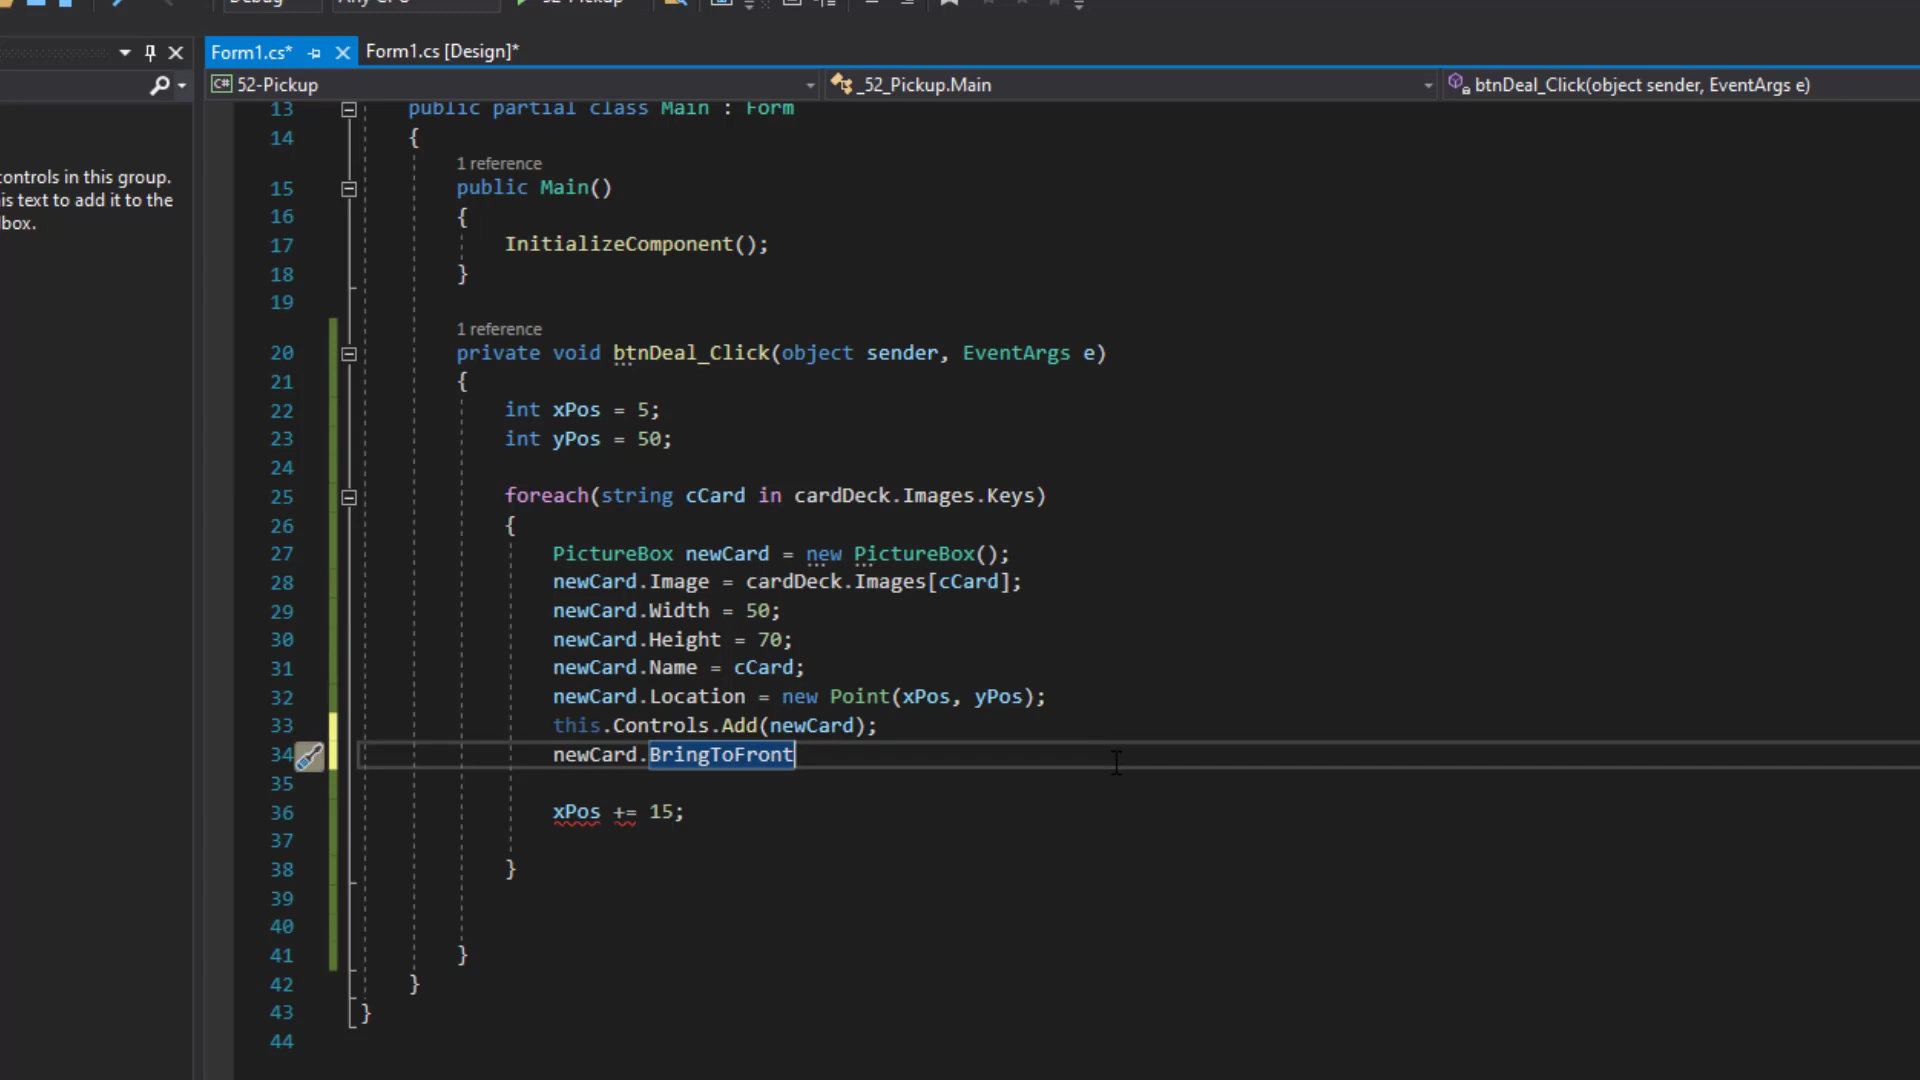 Form1.cs*
Form1.cs [Design]*
C# 52-Pickup
_52_Pickup.Main
btnDeal_Click(object sender, EventArgs e)
controls in this group.
is text to add it to the
lbox.
13 public partial class Main : Form
14 {
1 reference
15 public Main()
16 {
17 InitializeComponent();
18 }
19
1 reference
20 private void btnDeal_Click(object sender, EventArgs e)
21 {
22 int xPos = 5;
23 int yPos = 50;
24
25 foreach(string cCard in cardDeck.Images.Keys)
26 {
27 PictureBox newCard = new PictureBox();
28 newCard.Image = cardDeck.Images[cCard];
29 newCard.Width = 50;
30 newCard.Height = 70;
31 newCard.Name = cCard;
32 newCard.Location = new Point(xPos, yPos);
33 this.Controls.Add(newCard);
34 newCard.BringToFront
35
36 xPos += 15;
37
38 }
39
40
41 }
42 }
43 }
44